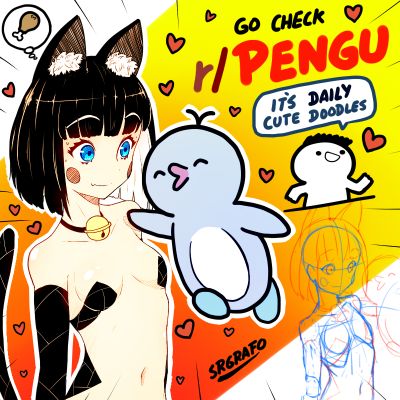 GO CHECK
r/PENGU
IT'S DAILY
CUTE DOODLES
SRGRAFO